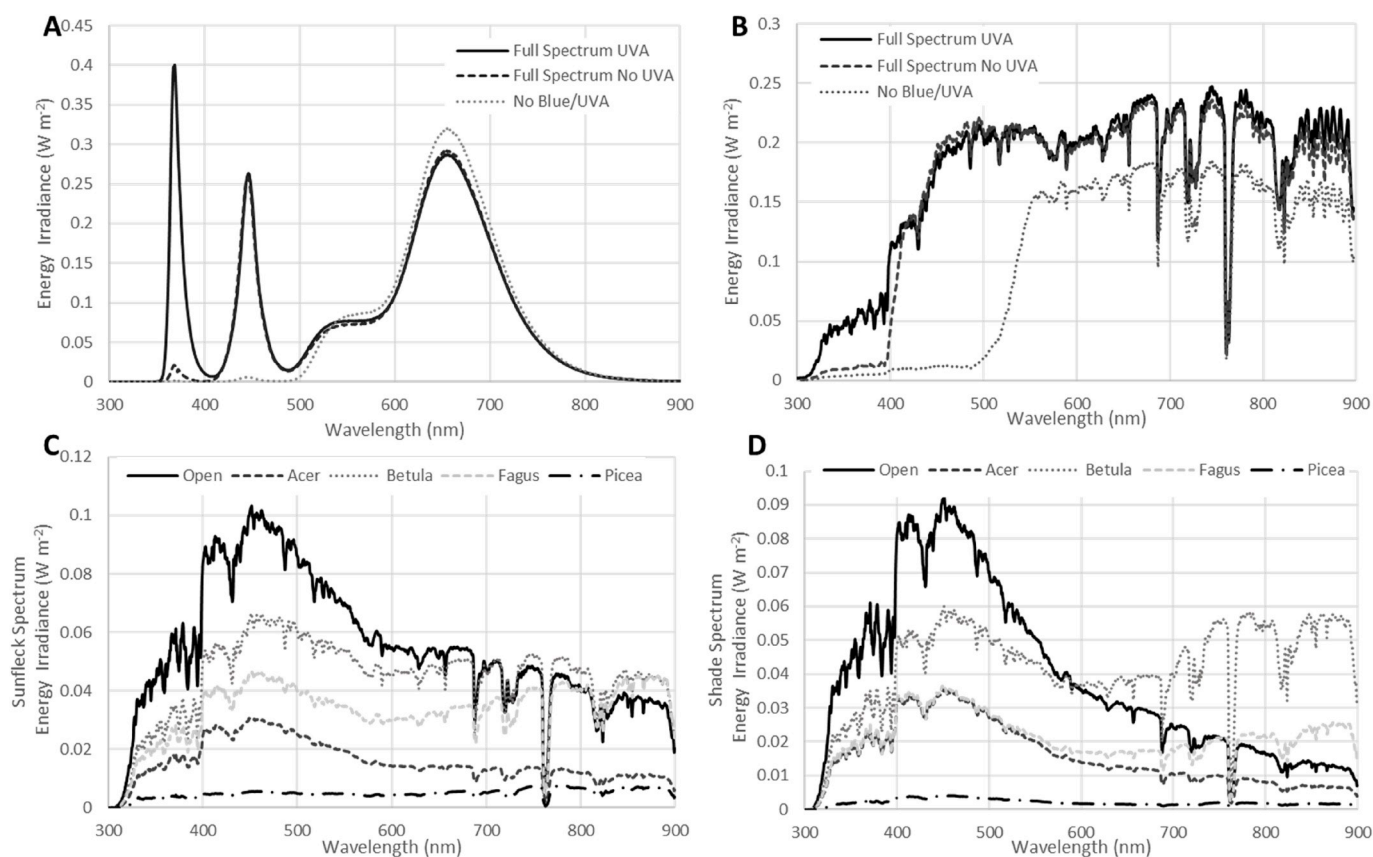 A
Full Spectrum UVA
Full Spectrum No UVA
No Blue/UVA
Energy Irradiance (W m-2)
0.4
0.35
0.3
0.25
0.2
0.15
0.1
0.05
0
300 400 500 600 700 800 900
Wavelength (nm)
B
Full Spectrum UVA
Full Spectrum No UVA
No Blue/UVA
Energy Irradiance (W m-2)
0.3
0.25
0.2
0.15
0.1
0.05
0
300 400 500 600 700 800 900
Wavelength (nm)
C
Open Acer Betula Fagus Picea
Sunfleck Spectrum
Energy Irradiance (W m-2)
0.12
0.1
0.08
0.06
0.04
0.02
0
300 400 500 600 700 800 900
Wavelength (nm)
D
Open Acer Betula Fagus Picea
Shade Spectrum
Energy Irradiance (W m-2)
0.1
0.09
0.08
0.07
0.06
0.05
0.04
0.03
0.02
0.01
0
300 400 500 600 700 800 900
Wavelength (nm)